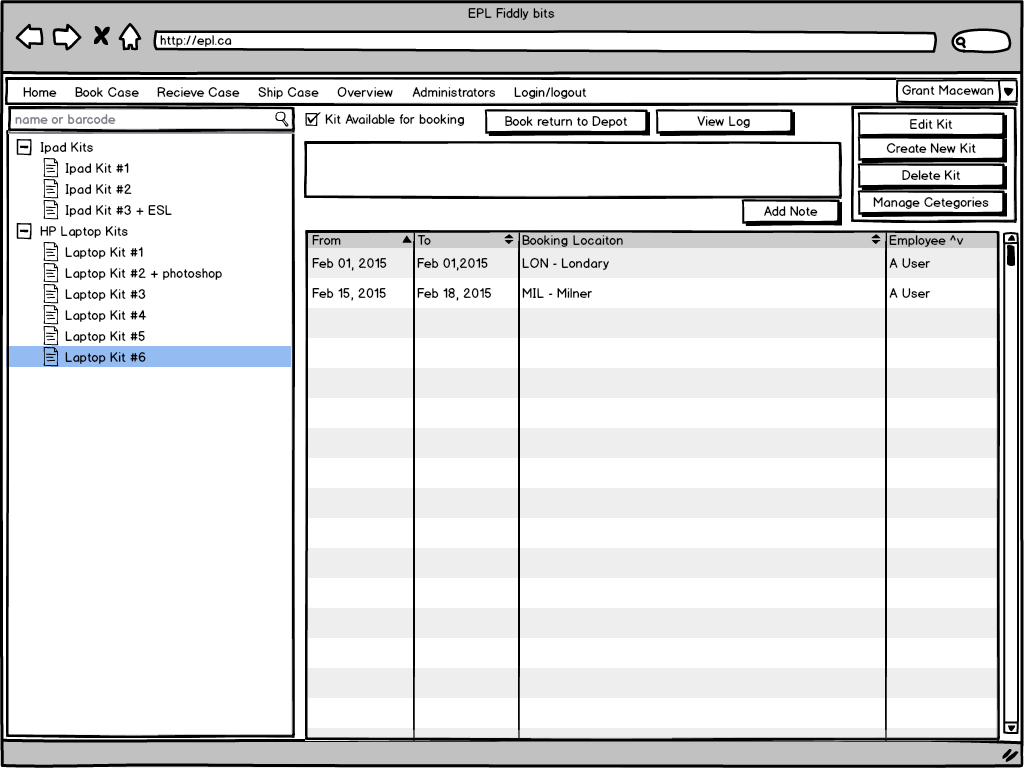 EPL Fiddly bits
http://epl.ca
Home Book Case Recieve Case Ship Case Overview Administrators Login/logout Grant Macewan
name or barcode
Ipad Kits
Ipad Kit #1
Ipad Kit #2
Ipad Kit #3 + ESL
HP Laptop Kits
Laptop Kit #1
Laptop Kit #2 + photoshop
Laptop Kit #3
Laptop Kit #4
Laptop Kit #5
Laptop Kit #6
Kit Available for booking Book return to Depot View Log
Add Note
Edit Kit
Create New Kit
Delete Kit
Manage Cetegories
From To Booking Locaiton Employee ^v
Feb 01, 2015 Feb 01,2015 LON - Londary A User
Feb 15, 2015 Feb 18, 2015 MIL - Milner A User